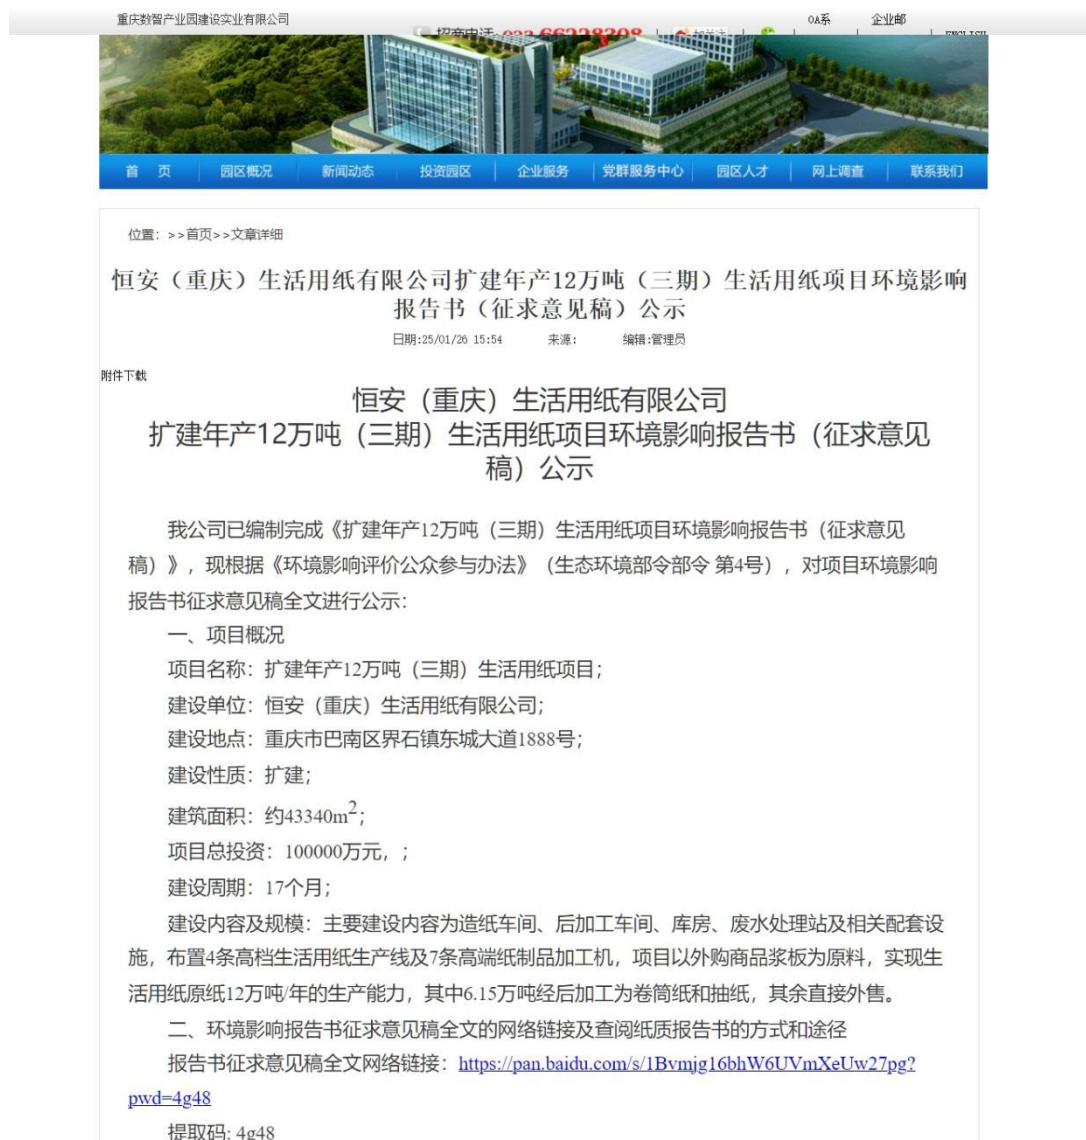 重庆数智产业园建设实业有限公司
OA系 企业邮
招商电话: 023-66228308 加关注 ENGLISH
首 页 园区概况 新闻动态 投资园区 企业服务 党群服务中心 园区人才 网上调查 联系我们
位置：>>首页>>文章详细
恒安（重庆）生活用纸有限公司扩建年产12万吨（三期）生活用纸项目环境影响
报告书（征求意见稿）公示
日期:25/01/26 15:54 来源: 编辑:管理员
附件下载
恒安（重庆）生活用纸有限公司
扩建年产12万吨（三期）生活用纸项目环境影响报告书（征求意见
稿）公示
我公司已编制完成《扩建年产12万吨（三期）生活用纸项目环境影响报告书（征求意见
稿）》，现根据《环境影响评价公众参与办法》（生态环境部令部令 第4号），对项目环境影响
报告书征求意见稿全文进行公示：
一、项目概况
项目名称：扩建年产12万吨（三期）生活用纸项目；
建设单位：恒安（重庆）生活用纸有限公司；
建设地点：重庆市巴南区界石镇东城大道1888号；
建设性质：扩建；
建筑面积：约43340m²；
项目总投资：100000万元，；
建设周期：17个月；
建设内容及规模：主要建设内容为造纸车间、后加工车间、库房、废水处理站及相关配套设
施，布置4条高档生活用纸生产线及7条高端纸制品加工机，项目以外购商品浆板为原料，实现生
活用纸原纸12万吨/年的生产能力，其中6.15万吨经后加工为卷筒纸和抽纸，其余直接外售。
二、环境影响报告书征求意见稿全文的网络链接及查阅纸质报告书的方式和途径
报告书征求意见稿全文网络链接：https://pan.baidu.com/s/1Bvmjg16bhW6UVmXeUw27pg?
pwd=4g48
提取码: 4g48